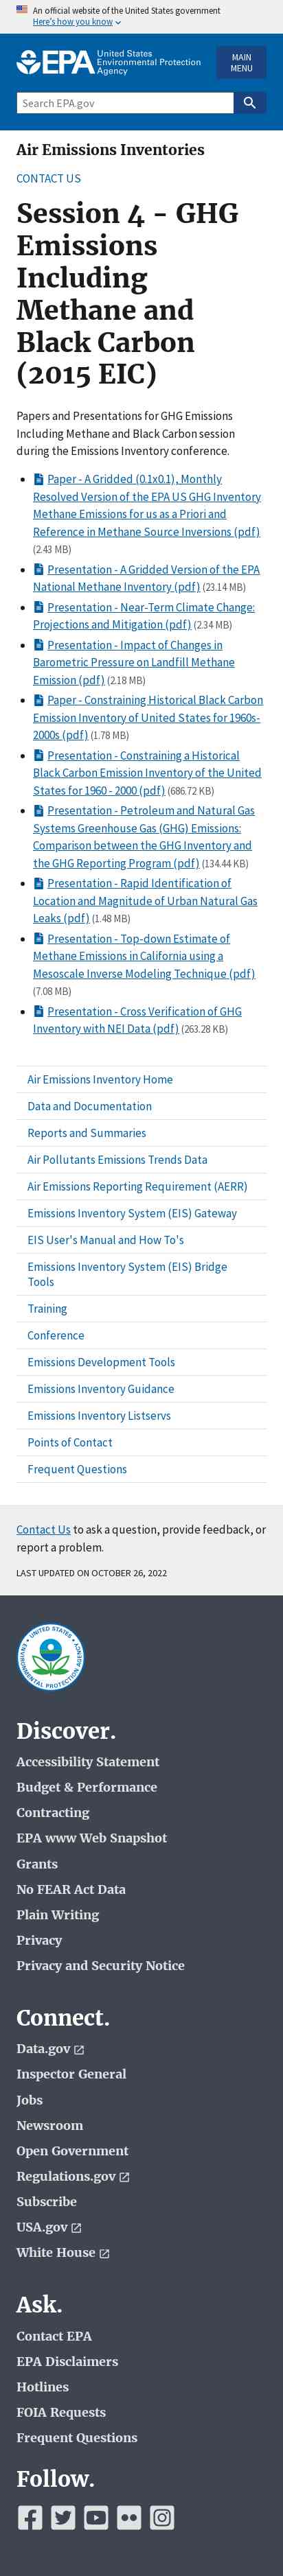 An official website of the United States government
Here's how you know
EPA United States
Environmental Protection
Agency
MAIN
MENU
Search EPA.gov
Air Emissions Inventories
CONTACT US
Session 4 - GHG
Emissions
Including
Methane and
Black Carbon
(2015 EIC)
Papers and Presentations for GHG Emissions
Including Methane and Black Carbon session
during the Emissions Inventory conference.
Paper - A Gridded (0.1x0.1), Monthly
Resolved Version of the EPA US GHG Inventory
Methane Emissions for us as a Priori and
Reference in Methane Source Inversions (pdf)
(2.43 MB)
Presentation - A Gridded Version of the EPA
National Methane Inventory (pdf) (23.14 MB)
Presentation - Near-Term Climate Change:
Projections and Mitigation (pdf) (2.34 MB)
Presentation - Impact of Changes in
Barometric Pressure on Landfill Methane
Emission (pdf) (2.18 MB)
Paper - Constraining Historical Black Carbon
Emission Inventory of United States for 1960s-
2000s (pdf) (1.78 MB)
Presentation - Constraining a Historical
Black Carbon Emission Inventory of the United
States for 1960 - 2000 (pdf) (686.72 KB)
Presentation - Petroleum and Natural Gas
Systems Greenhouse Gas (GHG) Emissions:
Comparison between the GHG Inventory and
the GHG Reporting Program (pdf) (134.44 KB)
Presentation - Rapid Identification of
Location and Magnitude of Urban Natural Gas
Leaks (pdf) (1.48 MB)
Presentation - Top-down Estimate of
Methane Emissions in California using a
Mesoscale Inverse Modeling Technique (pdf)
(7.08 MB)
Presentation - Cross Verification of GHG
Inventory with NEI Data (pdf) (263.28 KB)
Air Emissions Inventory Home
Data and Documentation
Reports and Summaries
Air Pollutants Emissions Trends Data
Air Emissions Reporting Requirement (AERR)
Emissions Inventory System (EIS) Gateway
EIS User's Manual and How To's
Emissions Inventory System (EIS) Bridge
Tools
Training
Conference
Emissions Development Tools
Emissions Inventory Guidance
Emissions Inventory Listservs
Points of Contact
Frequent Questions
Contact Us to ask a question, provide feedback, or
report a problem.
LAST UPDATED ON OCTOBER 26, 2022
UNITED STATES ENVIRONMENTAL PROTECTION AGENCY
Discover.
Accessibility Statement
Budget & Performance
Contracting
EPA www Web Snapshot
Grants
No FEAR Act Data
Plain Writing
Privacy
Privacy and Security Notice
Connect.
Data.gov
Inspector General
Jobs
Newsroom
Open Government
Regulations.gov
Subscribe
USA.gov
White House
Ask.
Contact EPA
EPA Disclaimers
Hotlines
FOIA Requests
Frequent Questions
Follow.